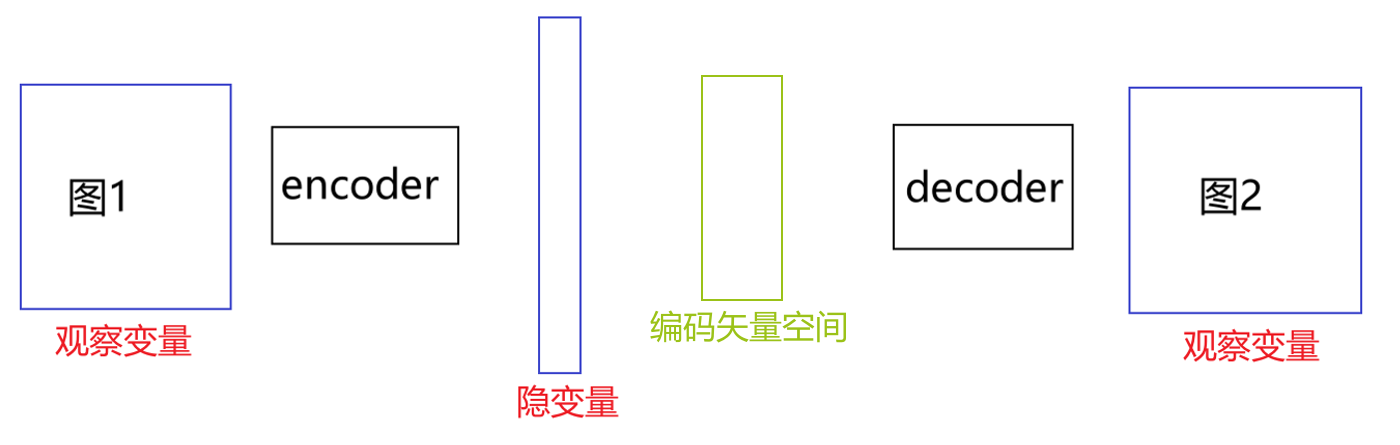 图1
encoder
decoder
图2
观察变量
隐变量
编码矢量空间
观察变量